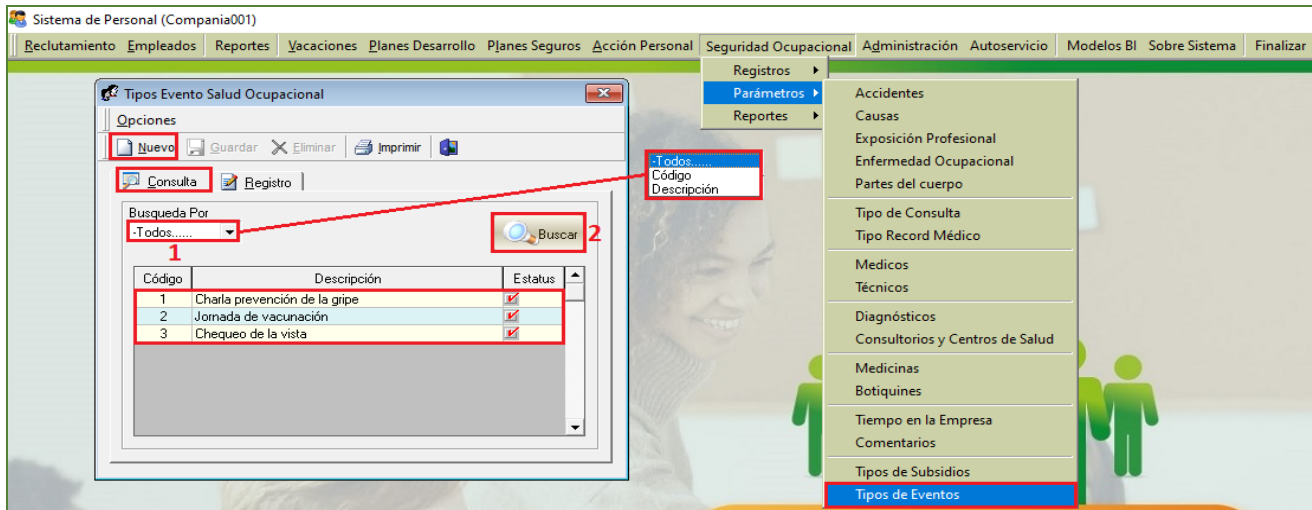 Sistema de Personal (Compania001)
Reclutamiento Empleados Reportes Vacaciones Planes Desarrollo Planes Seguros Acción Personal Seguridad Ocupacional Administración Autoservicio Modelos BI Sobre Sistema Finalizar
Registros
Parámetros
Reportes
Tipos Evento Salud Ocupacional
Opciones
Nuevo Guardar Eliminar Imprimir
Consulta Registro
Busqueda Por
-Todos......
1
Buscar 2
-Todos......
Código
Descripción
Código Descripción Estatus
1 Charla prevención de la gripe
2 Jornada de vacunación
3 Chequeo de la vista
Accidentes
Causas
Exposición Profesional
Enfermedad Ocupacional
Partes del cuerpo
Tipo de Consulta
Tipo Record Médico
Medicos
Técnicos
Diagnósticos
Consultorios y Centros de Salud
Medicinas
Botiquines
Tiempo en la Empresa
Comentarios
Tipos de Subsidios
Tipos de Eventos